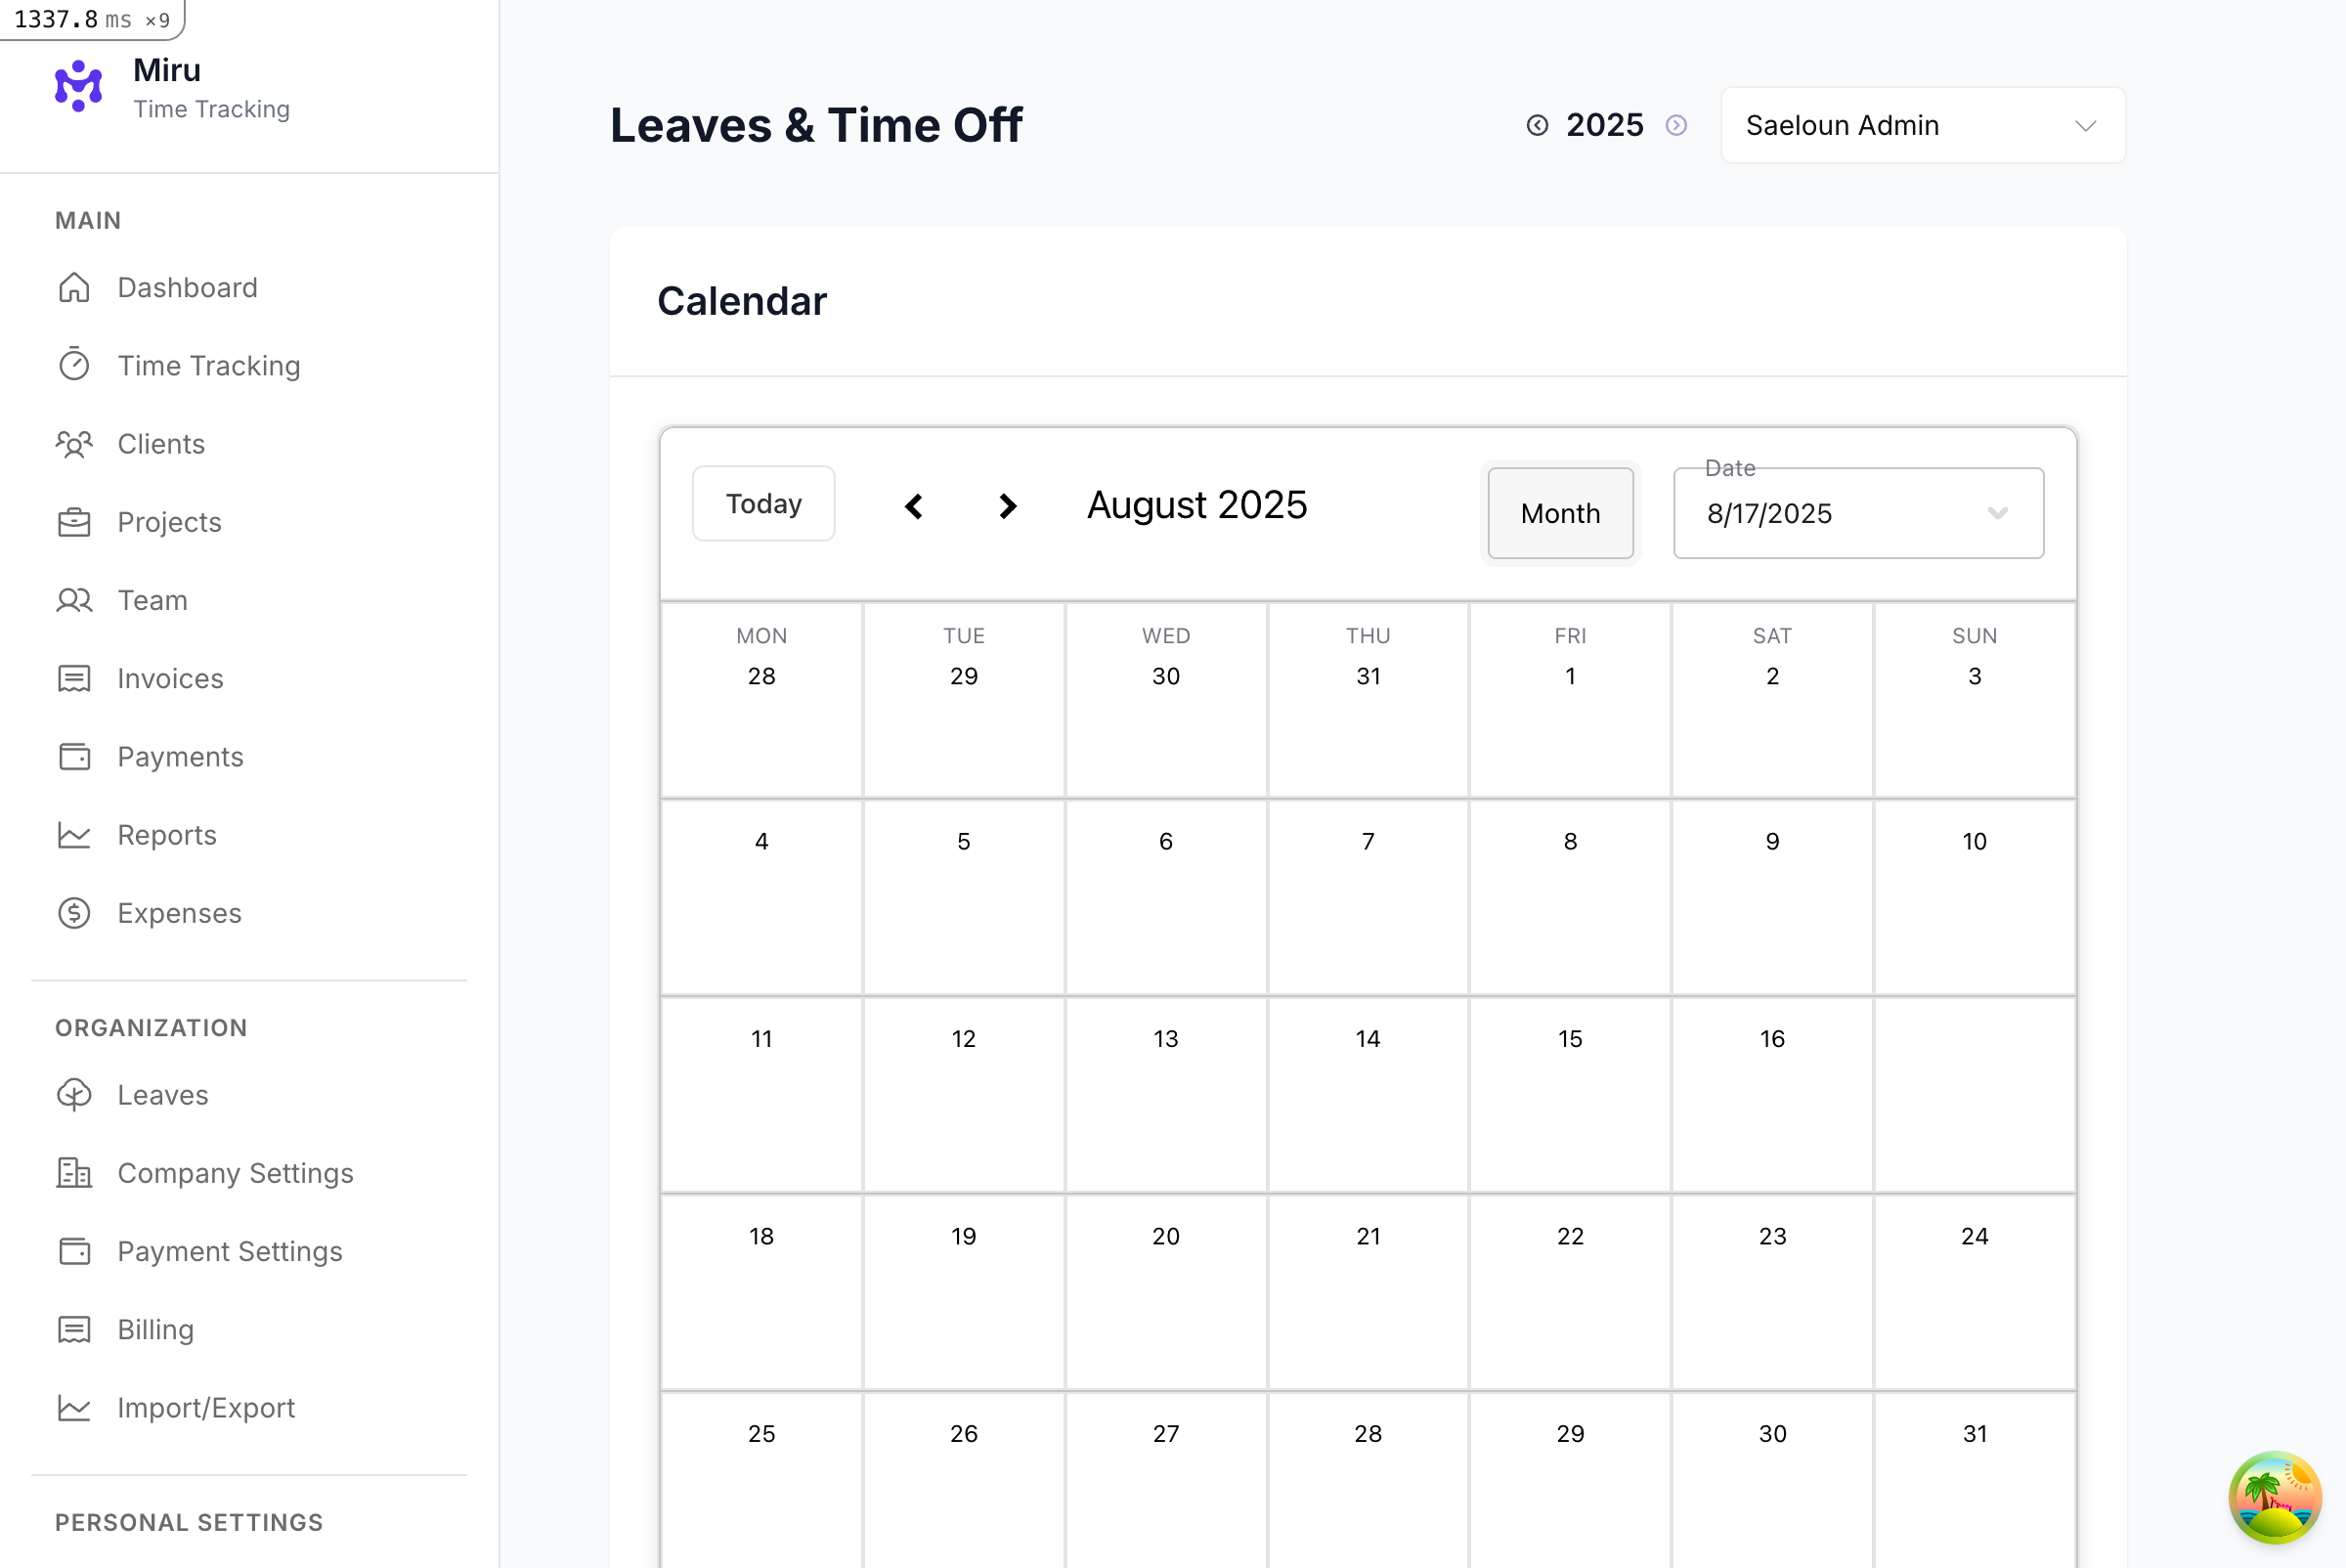 1337.8 ms ×9
Miru
Time Tracking
MAIN
Dashboard
Time Tracking
Clients
Projects
Team
Invoices
Payments
Reports
Expenses
ORGANIZATION
Leaves
Company Settings
Payment Settings
Billing
Import/Export
PERSONAL SETTINGS
Leaves & Time Off
2025
Saeloun Admin
Calendar
Today
August 2025
Month
Date
8/17/2025
MON TUE WED THU FRI SAT SUN
28 29 30 31 1 2 3
4 5 6 7 8 9 10
11 12 13 14 15 16
18 19 20 21 22 23 24
25 26 27 28 29 30 31